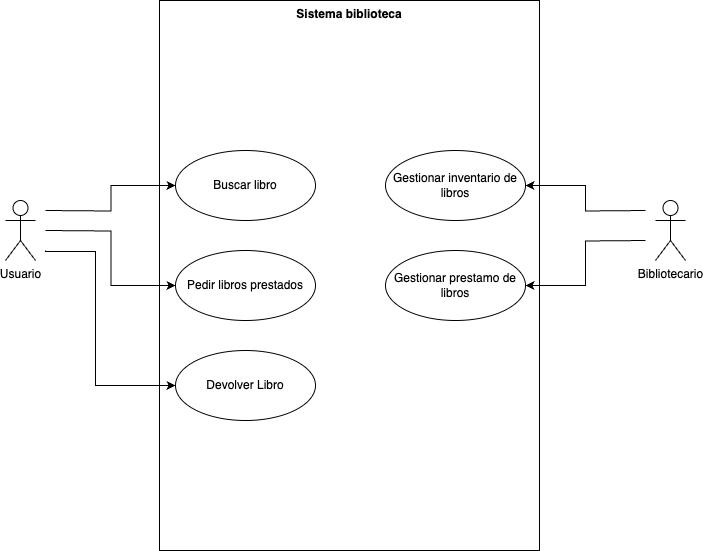 Sistema biblioteca
Buscar libro
Gestionar inventario de
libros
Usuario
Pedir libros prestados
Gestionar prestamo de
libros
Bibliotecario
Devolver Libro